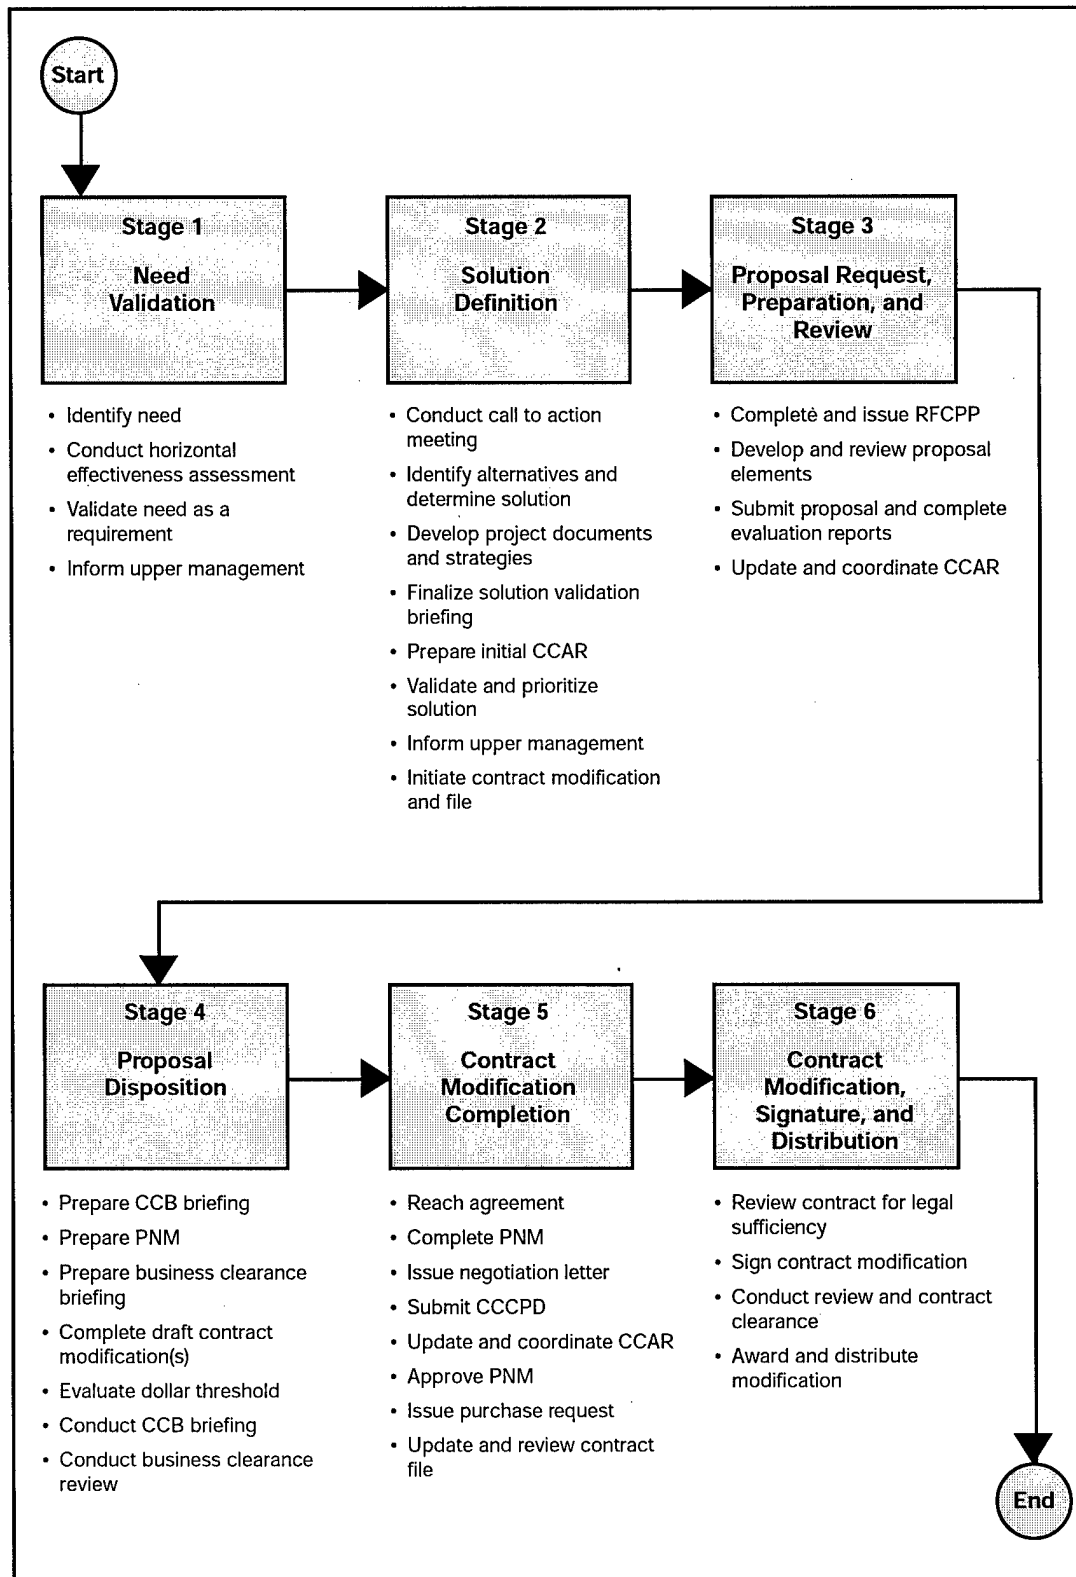 Start
Stage 1
Need
Validation
• Identify need
• Conduct horizontal
effectiveness assessment
• Validate need as a
requirement
• Inform upper management
Stage 2
Solution
Definition
• Conduct call to action
meeting
• Identify alternatives and
determine solution
• Develop project documents
and strategies
• Finalize solution validation
briefing
• Prepare initial CCAR
• Validate and prioritize
solution
• Inform upper management
• Initiate contract modification
and file
Stage 3
Proposal Request,
Preparation, and
Review
• Complete and issue RFCPP
• Develop and review proposal
elements
• Submit proposal and complete
evaluation reports
• Update and coordinate CCAR
Stage 4
Proposal
Disposition
• Prepare CCB briefing
• Prepare PNM
• Prepare business clearance
briefing
• Complete draft contract
modification(s)
• Evaluate dollar threshold
• Conduct CCB briefing
• Conduct business clearance
review
Stage 5
Contract
Modification
Completion
• Reach agreement
• Complete PNM
• Issue negotiation letter
• Submit CCCPD
• Update and coordinate CCAR
• Approve PNM
• Issue purchase request
• Update and review contract
file
Stage 6
Contract
Modification,
Signature, and
Distribution
• Review contract for legal
sufficiency
• Sign contract modification
• Conduct review and contract
clearance
• Award and distribute
modification
End